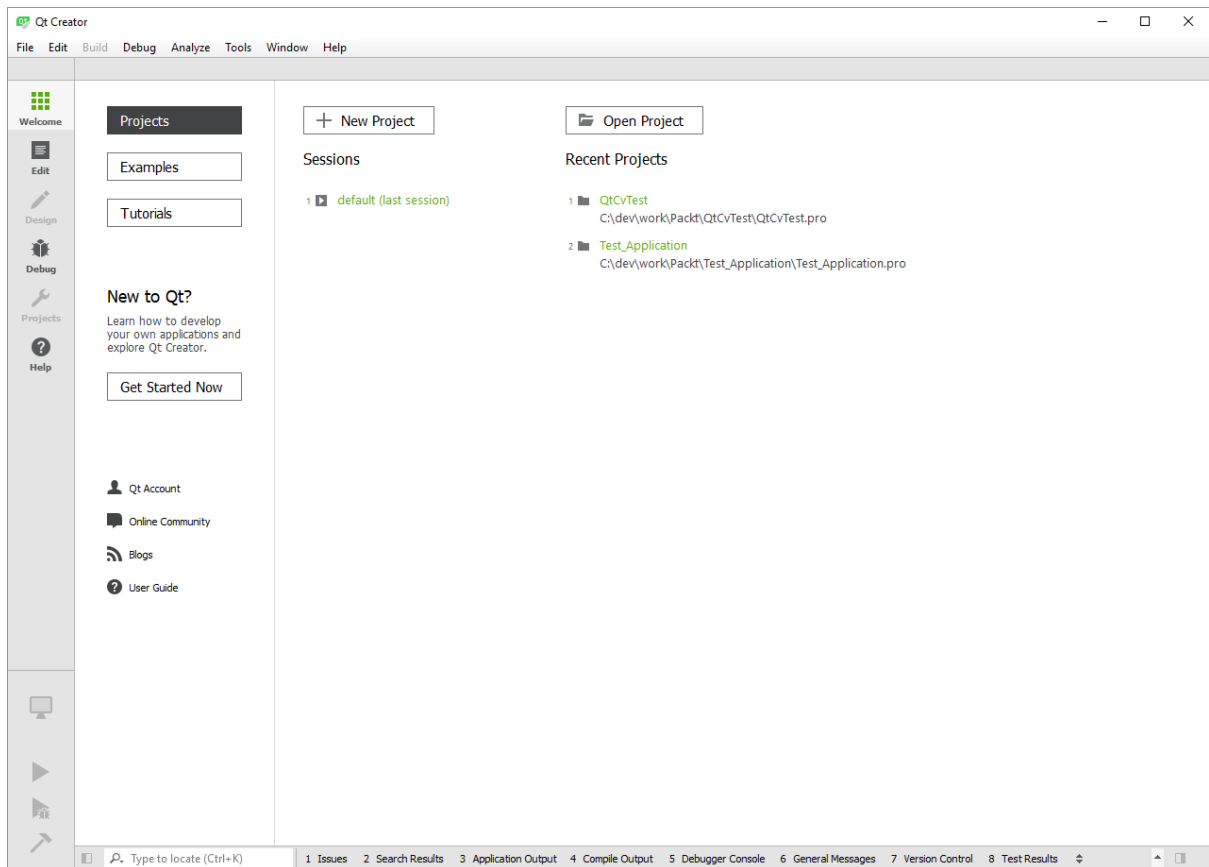 Qt Creator
File Edit Build Debug Analyze Tools Window Help
Welcome
Edit
Design
Debug
Projects
Help
Projects
Examples
Tutorials
New to Qt?
Learn how to develop
your own applications and
explore Qt Creator.
Get Started Now
Qt Account
Online Community
Blogs
User Guide
New Project
Sessions
1 default (last session)
Open Project
Recent Projects
1 QtCvTest
C:\dev\work\Packt\QtCvTest\QtCvTest.pro
2 Test_Application
C:\dev\work\Packt\Test_Application\Test_Application.pro
Type to locate (Ctrl+K) 1 Issues 2 Search Results 3 Application Output 4 Compile Output 5 Debugger Console 6 General Messages 7 Version Control 8 Test Results